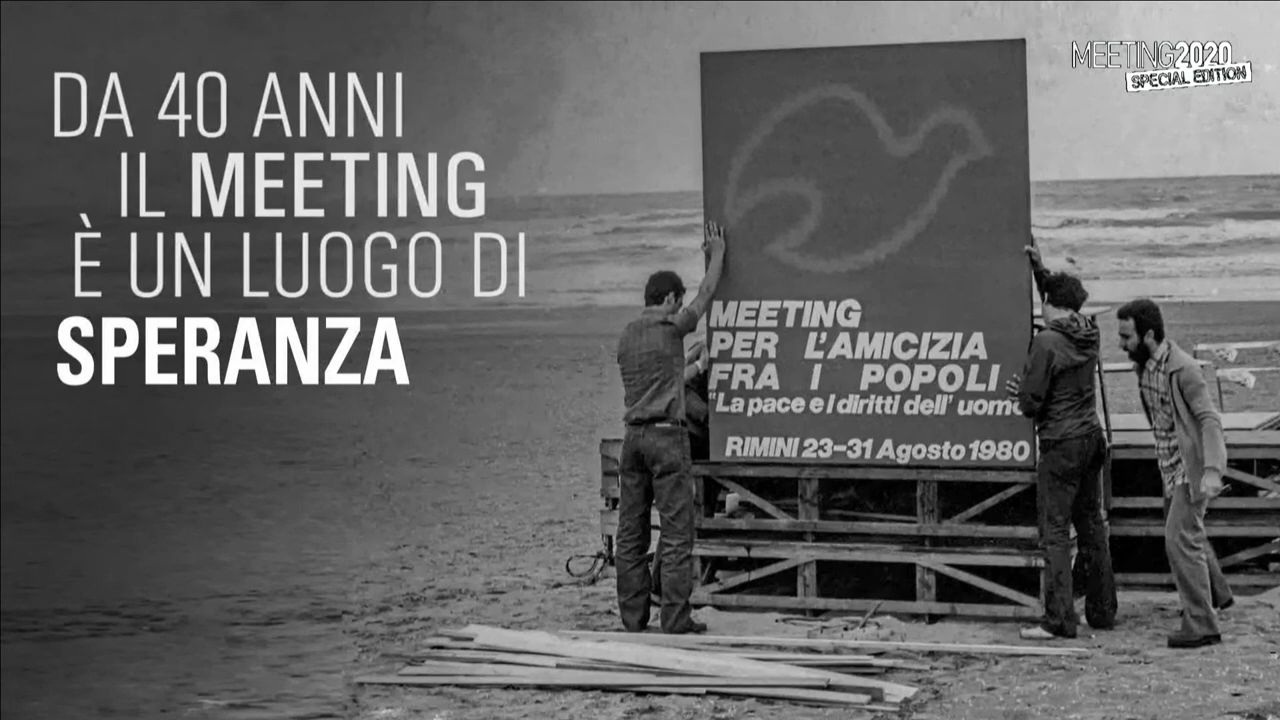 DA 40 ANNI
IL MEETING
È UN LUOGO DI
SPERANZA
MEETING2020
SPECIAL EDITION
MEETING
PER L'AMICIZIA
FRA I POPOLI
"La pace e i diritti dell' uomo
RIMINI 23-31 Agosto 1980